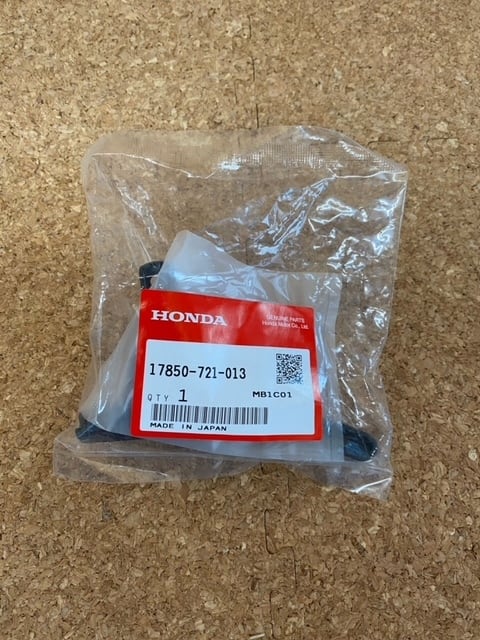 HONDA
GENUINE PARTS
Honda Motor Co., Ltd.
17850-721-013
QTY 1
MB1C01
MADE IN JAPAN